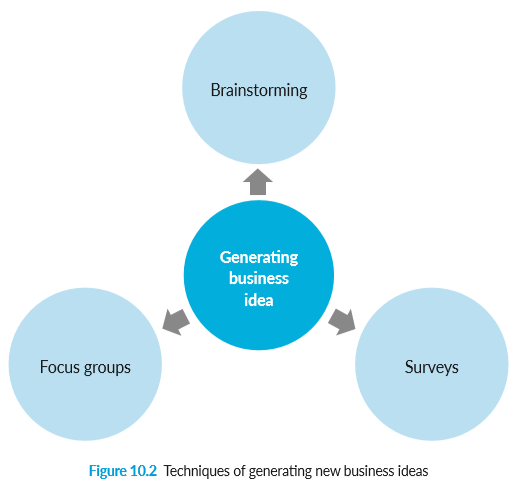 Brainstorming
Generating
business
idea
Focus groups
Surveys
Figure 10.2 Techniques of generating new business ideas